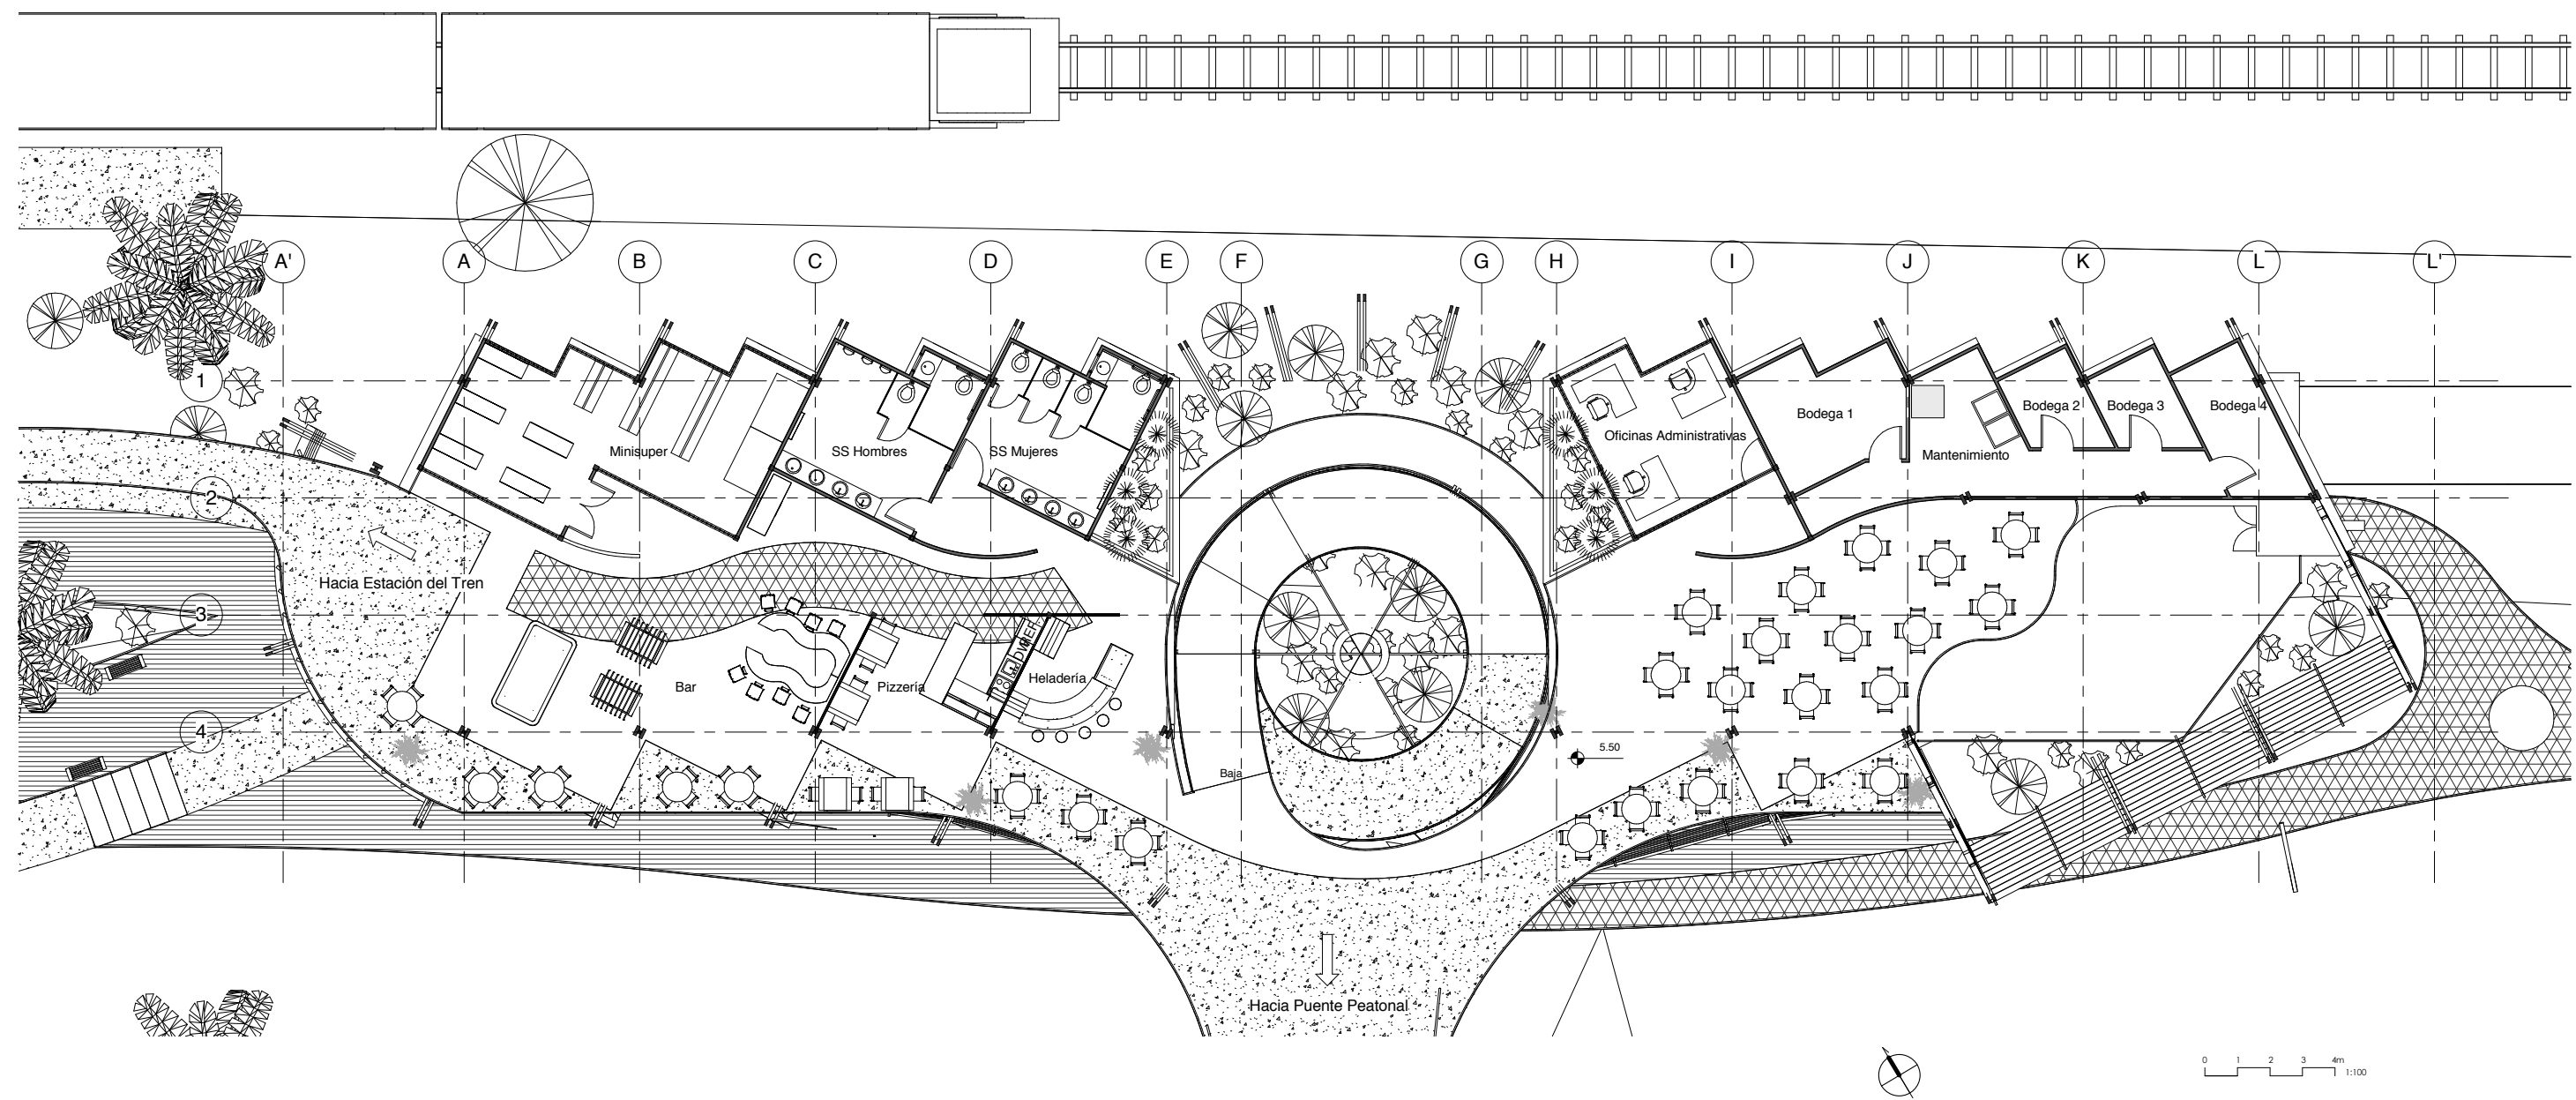 A' A B C D E F G H I J K L L'
1
Bodega 1 Bodega 2 Bodega 3 Bodega 4
Oficinas Administrativas
Minisuper SS Hombres SS Mujeres Mantenimiento
2
Hacia Estación del Tren
3
REF.
Bar Pizzería Heladería
4
5.50
Baja
Hacia Puente Peatonal
0 1 2 3 4m
1:100